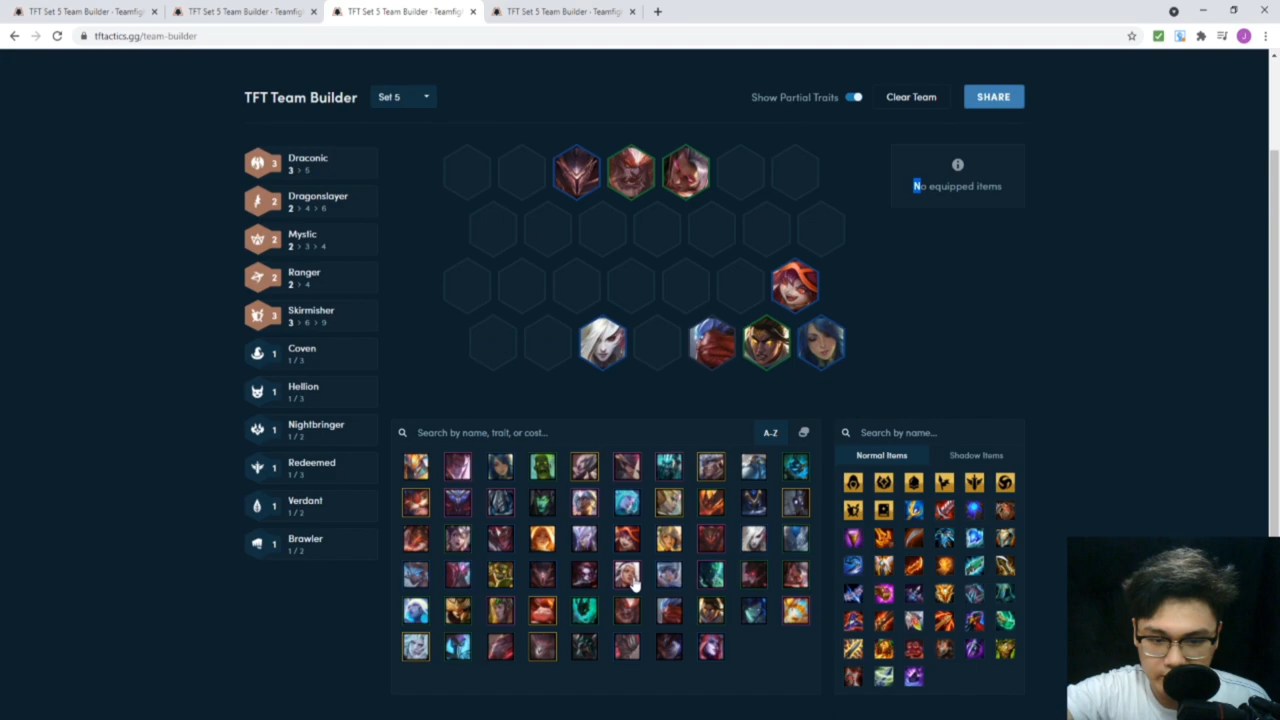 TFT Set 5 Team Builder - Teamfig
TFT Set 5 Team Builder - Teamfig
TFT Set 5 Team Builder - Teamfig
TFT Set 5 Team Builder - Teamfig
tftactics.gg/team-builder
J
TFT Team Builder
Set 5
Show Partial Traits
Clear Team
SHARE
3
Draconic
3 > 5
2
Dragonslayer
2 > 4 > 6
2
Mystic
2 > 3 > 4
2
Ranger
2 > 4
3
Skirmisher
3 > 6 > 9
1
Coven
1 / 3
1
Hellion
1 / 3
1
Nightbringer
1 / 2
1
Redeemed
1 / 3
1
Verdant
1 / 2
1
Brawler
1 / 2
No equipped items
Search by name, trait, or cost...
A-Z
Search by name...
Normal Items
Shadow Items